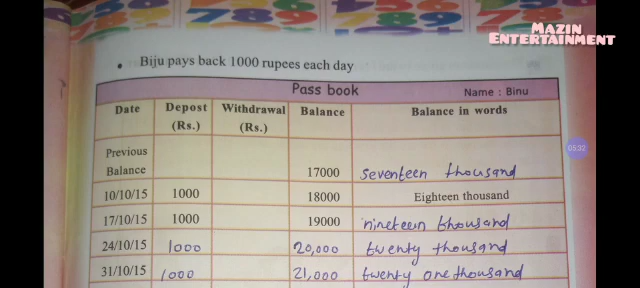 MAZIN
ENTERTAINMENT
• Biju pays back 1000 rupees each day
Pass book Name : Binu
Date Depost Withdrawal Balance Balance in words
(Rs.) (Rs.)
Previous
Balance 17000 seventeen thousand
10/10/15 1000 18000 Eighteen thousand
17/10/15 1000 19000 nineteen thousand
24/10/15 1000 20,000 twenty thousand
31/10/15 1000 21,000 twenty one thousand
05:32